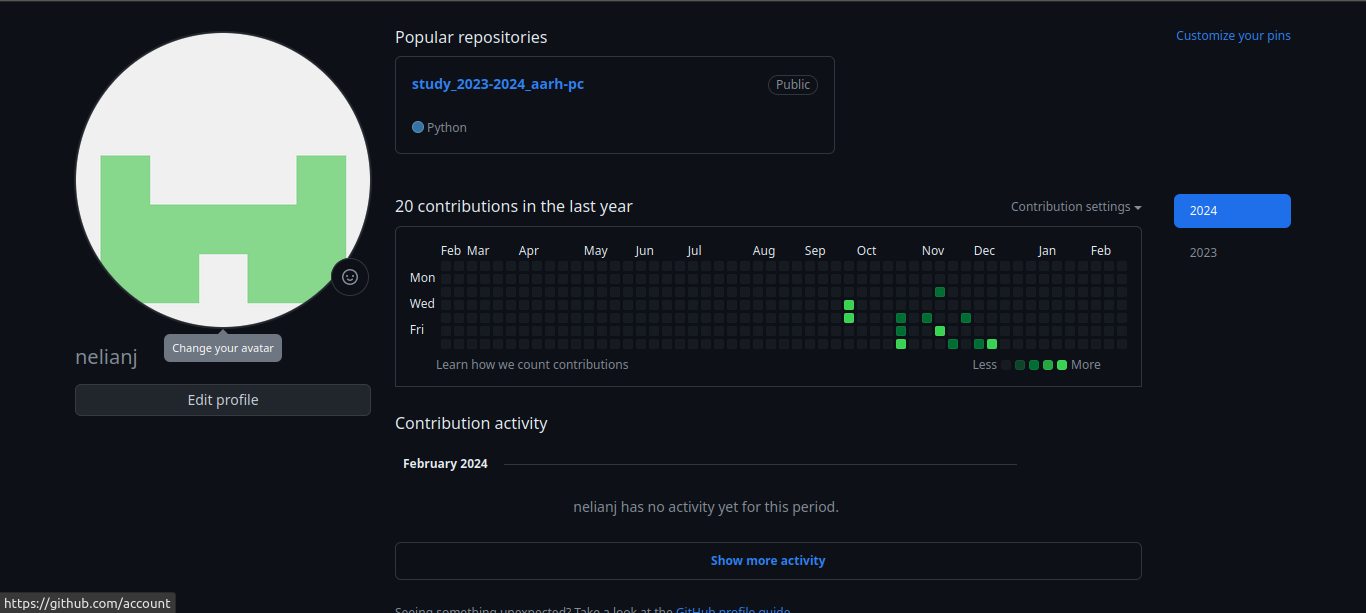 Popular repositories
Customize your pins
study_2023-2024_aarh-pc
Public
Python
20 contributions in the last year
Contribution settings
2024
2023
Feb Mar Apr May Jun Jul Aug Sep Oct Nov Dec Jan Feb
Mon
Wed
Fri
Learn how we count contributions
Less
More
Change your avatar
nelianj
Edit profile
Contribution activity
February 2024
nelianj has no activity yet for this period.
Show more activity
Seeing something unexpected? Take a look at the GitHub profile guide.
https://github.com/account